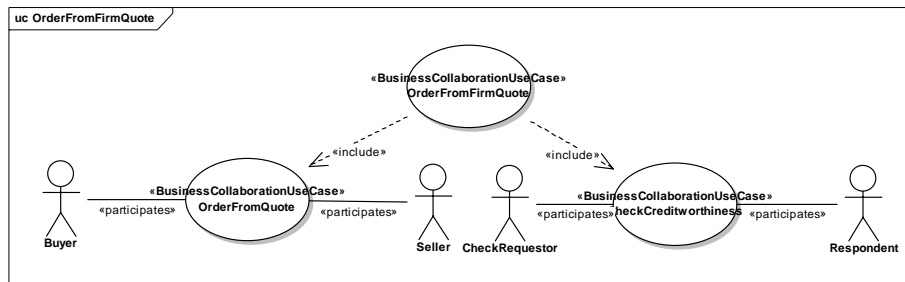 uc OrderFromFirmQuote
«BusinessCollaborationUseCase»
OrderFromFirmQuote
«include»
«include»
«BusinessCollaborationUseCase»
OrderFromQuote
«BusinessCollaborationUseCase»
heckCreditworthiness
«participates»
«participates»
«participates»
«participates»
Buyer
Seller
CheckRequestor
Respondent